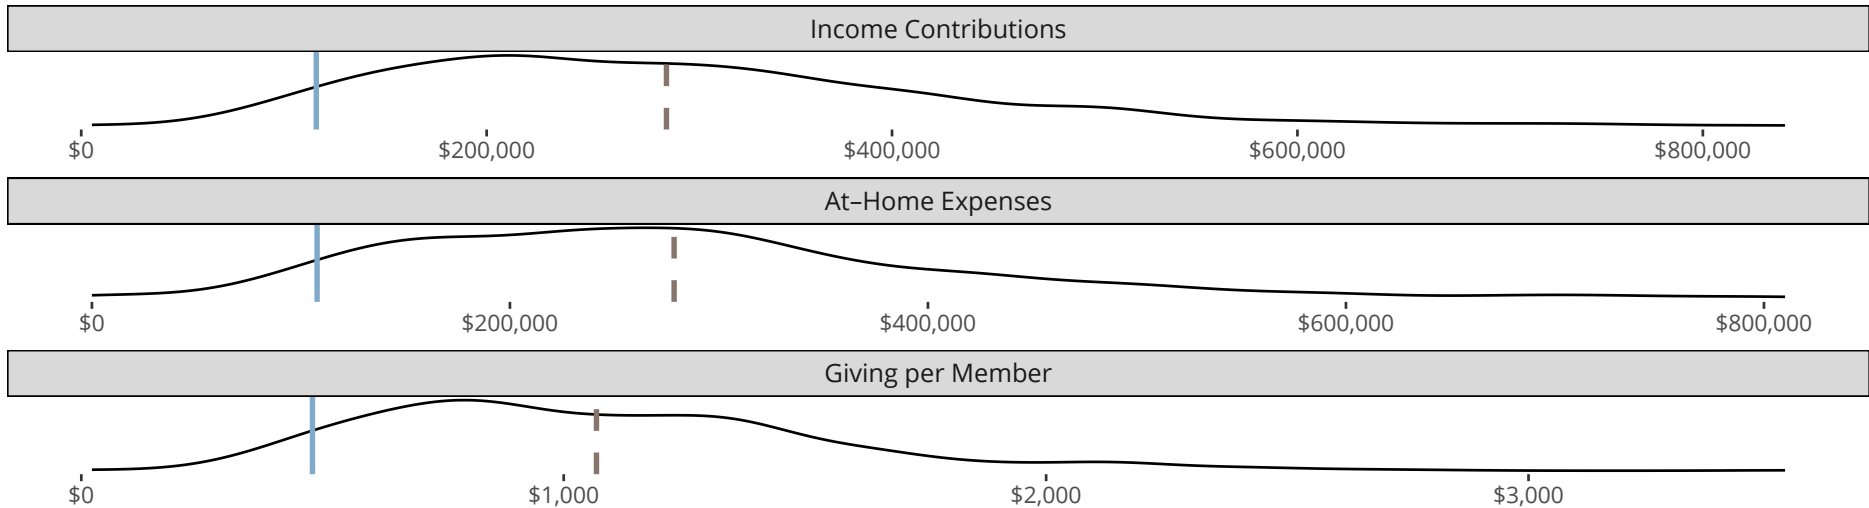 Income Contributions
$0 $200,000 $400,000 $600,000 $800,000
At–Home Expenses
$0 $200,000 $400,000 $600,000 $800,000
Giving per Member
$0 $1,000 $2,000 $3,000